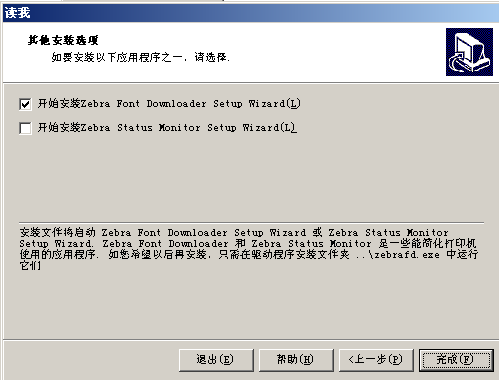 读我
其他安装选项
如要安装以下应用程序之一，请选择.
开始安装Zebra Font Downloader Setup Wizard(L)
开始安装Zebra Status Monitor Setup Wizard(L)
安装文件将启动 Zebra Font Downloader Setup Wizard 或 Zebra Status Monitor
Setup Wizard. Zebra Font Downloader 和 Zebra Status Monitor 是一些能简化打印机
使用的应用程序. 如您希望以后再安装，只需在驱动程序安装文件夹 ..\zebrafd.exe 中运行
它们
退出(E)
帮助(H)
<上一步(P)
完成(F)